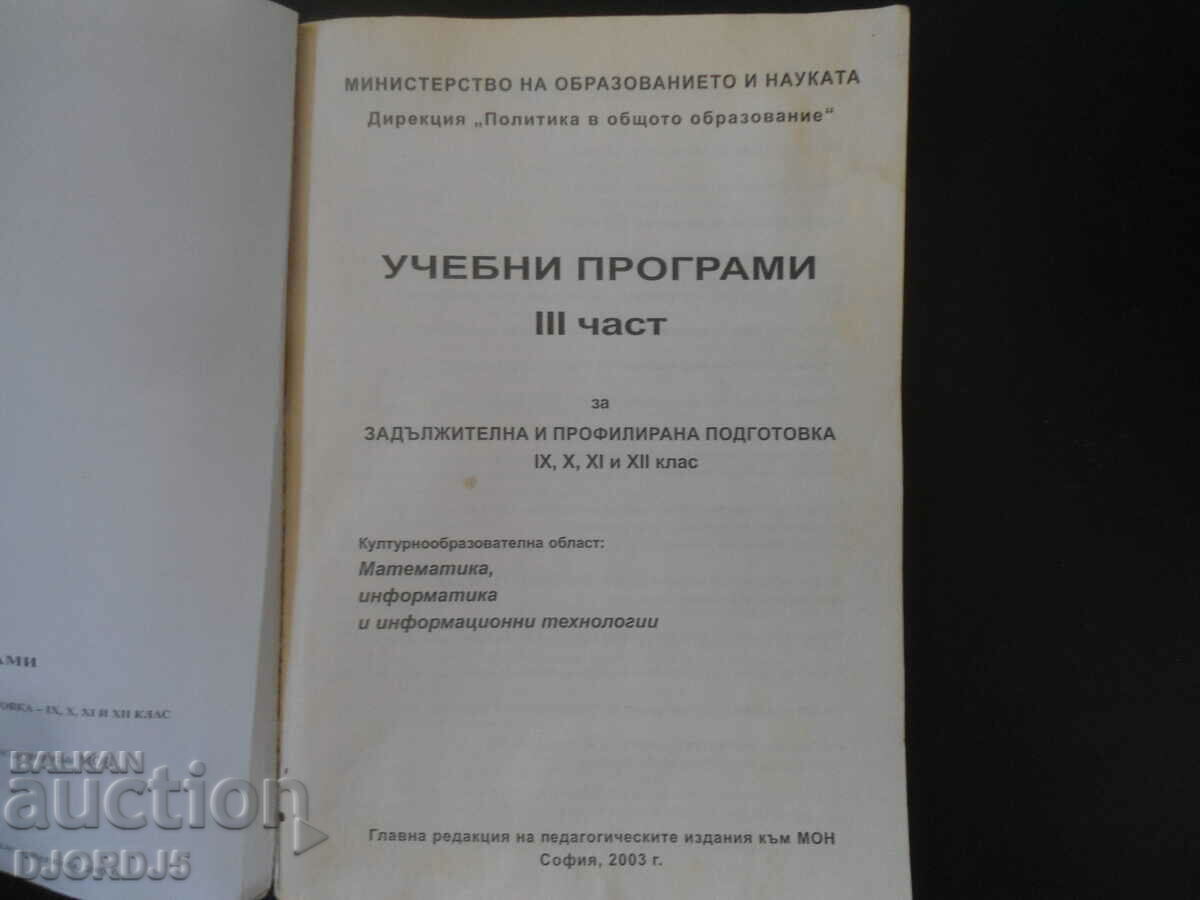 МИНИСТЕРСТВО НА ОБРАЗОВАНИЕТО И НАУКАТА
Дирекция „Политика в общото образование“
УЧЕБНИ ПРОГРАМИ
III част
за
ЗАДЪЛЖИТЕЛНА И ПРОФИЛИРАНА ПОДГОТОВКА
IX, X, XI и XII клас
Културнообразователна област:
Математика,
информатика
и информационни технологии
Главна редакция на педагогическите издания към МОН
София, 2003 г.
АМИ
ОВКА – IX, X, XI И XII КЛАС
BALKAN
auction
DJORDJ5